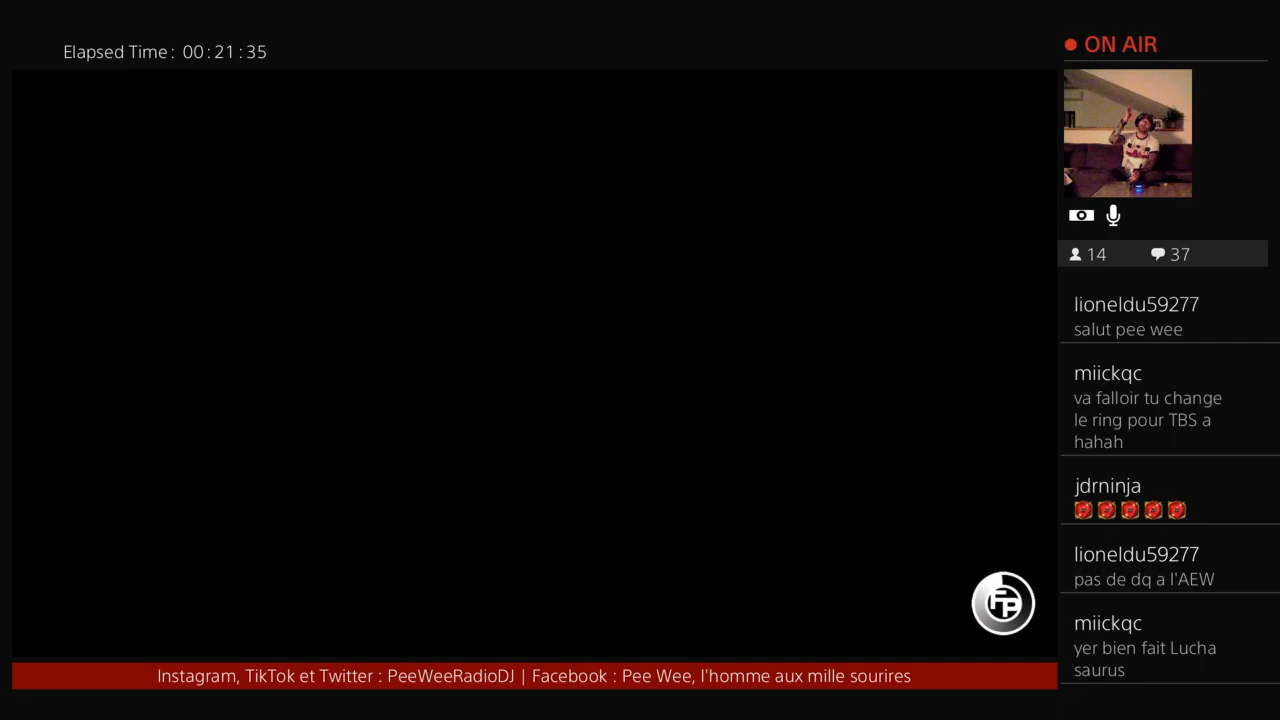 Elapsed Time: 00:21:35
ON AIR
14
37
lioneldu59277
salut pee wee
miickqc
va falloir tu change
le ring pour TBS a
hahah
jdrninja
lioneldu59277
pas de dq a l'AEW
miickqc
yer bien fait Lucha
saurus
FP
Instagram, TikTok et Twitter : PeeWeeRadioDJ | Facebook : Pee Wee, l'homme aux mille sourires